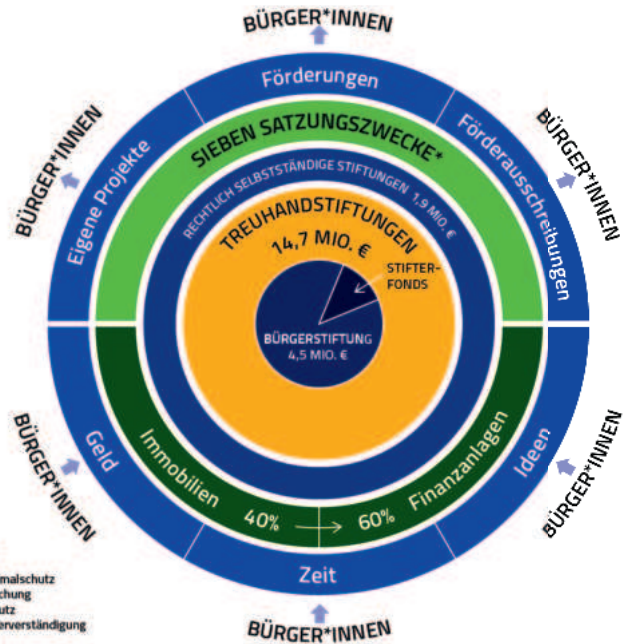 BÜRGER*INNEN
BÜRGER*INNEN
BÜRGER*INNEN
Eigene Projekte
Förderungen
Förderausschreibungen
SIEBEN SATZUNGSZWECKE*
RECHTLICH SELBSTSTÄNDIGE STIFTUNGEN 1,9 MIO. €
TREUHANDSTIFTUNGEN
14,7 MIO. €
STIFTER-
FONDS
BÜRGERSTIFTUNG
4,5 MIO. €
Immobilien 40%
60% Finanzanlagen
Geld
Zeit
Ideen
BÜRGER*INNEN
BÜRGER*INNEN
BÜRGER*INNEN